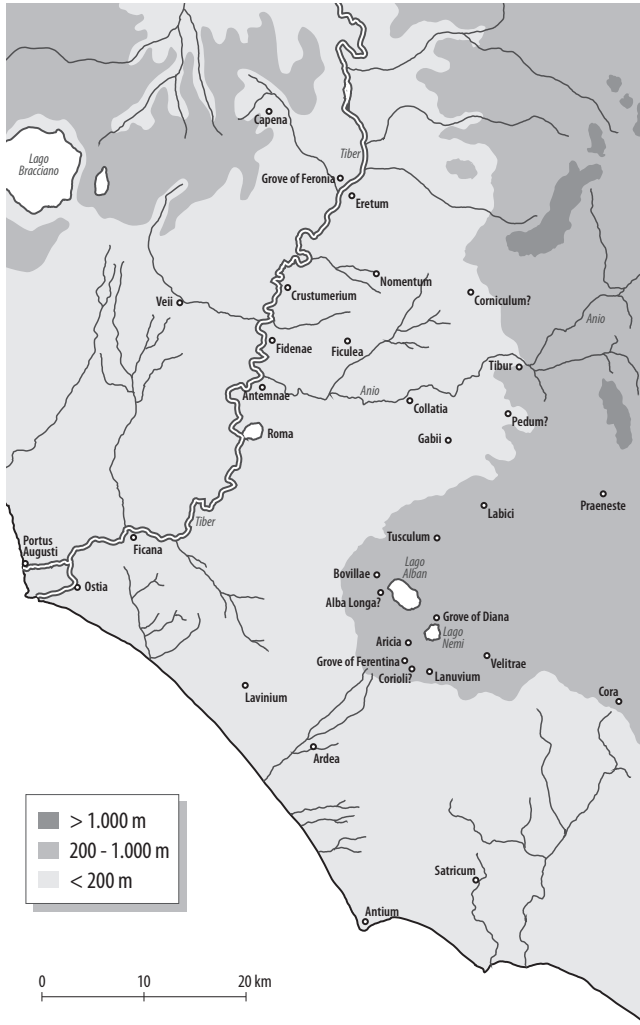 Capena
Lago
Bracciano
Tiber
Grove of Feronia
Eretum
Nomentum
Crustumerium
Corniculum?
Veii
Anio
Fidenae
Ficulea
Tibur
Anio
Antemnae
Collatia
Pedum?
Roma
Gabii
Praeneste
Labici
Tiber
Portus
Augusti
Ficana
Tusculum
Lago
Alban
Bovillae
Ostia
Alba Longa?
Grove of Diana
Lago
Nemi
Aricia
Grove of Ferentina
Velitrae
Corioli?
Lanuvium
Lavinium
Cora
Ardea
> 1.000 m
200 - 1.000 m
< 200 m
Satricum
Antium
0 10 20 km